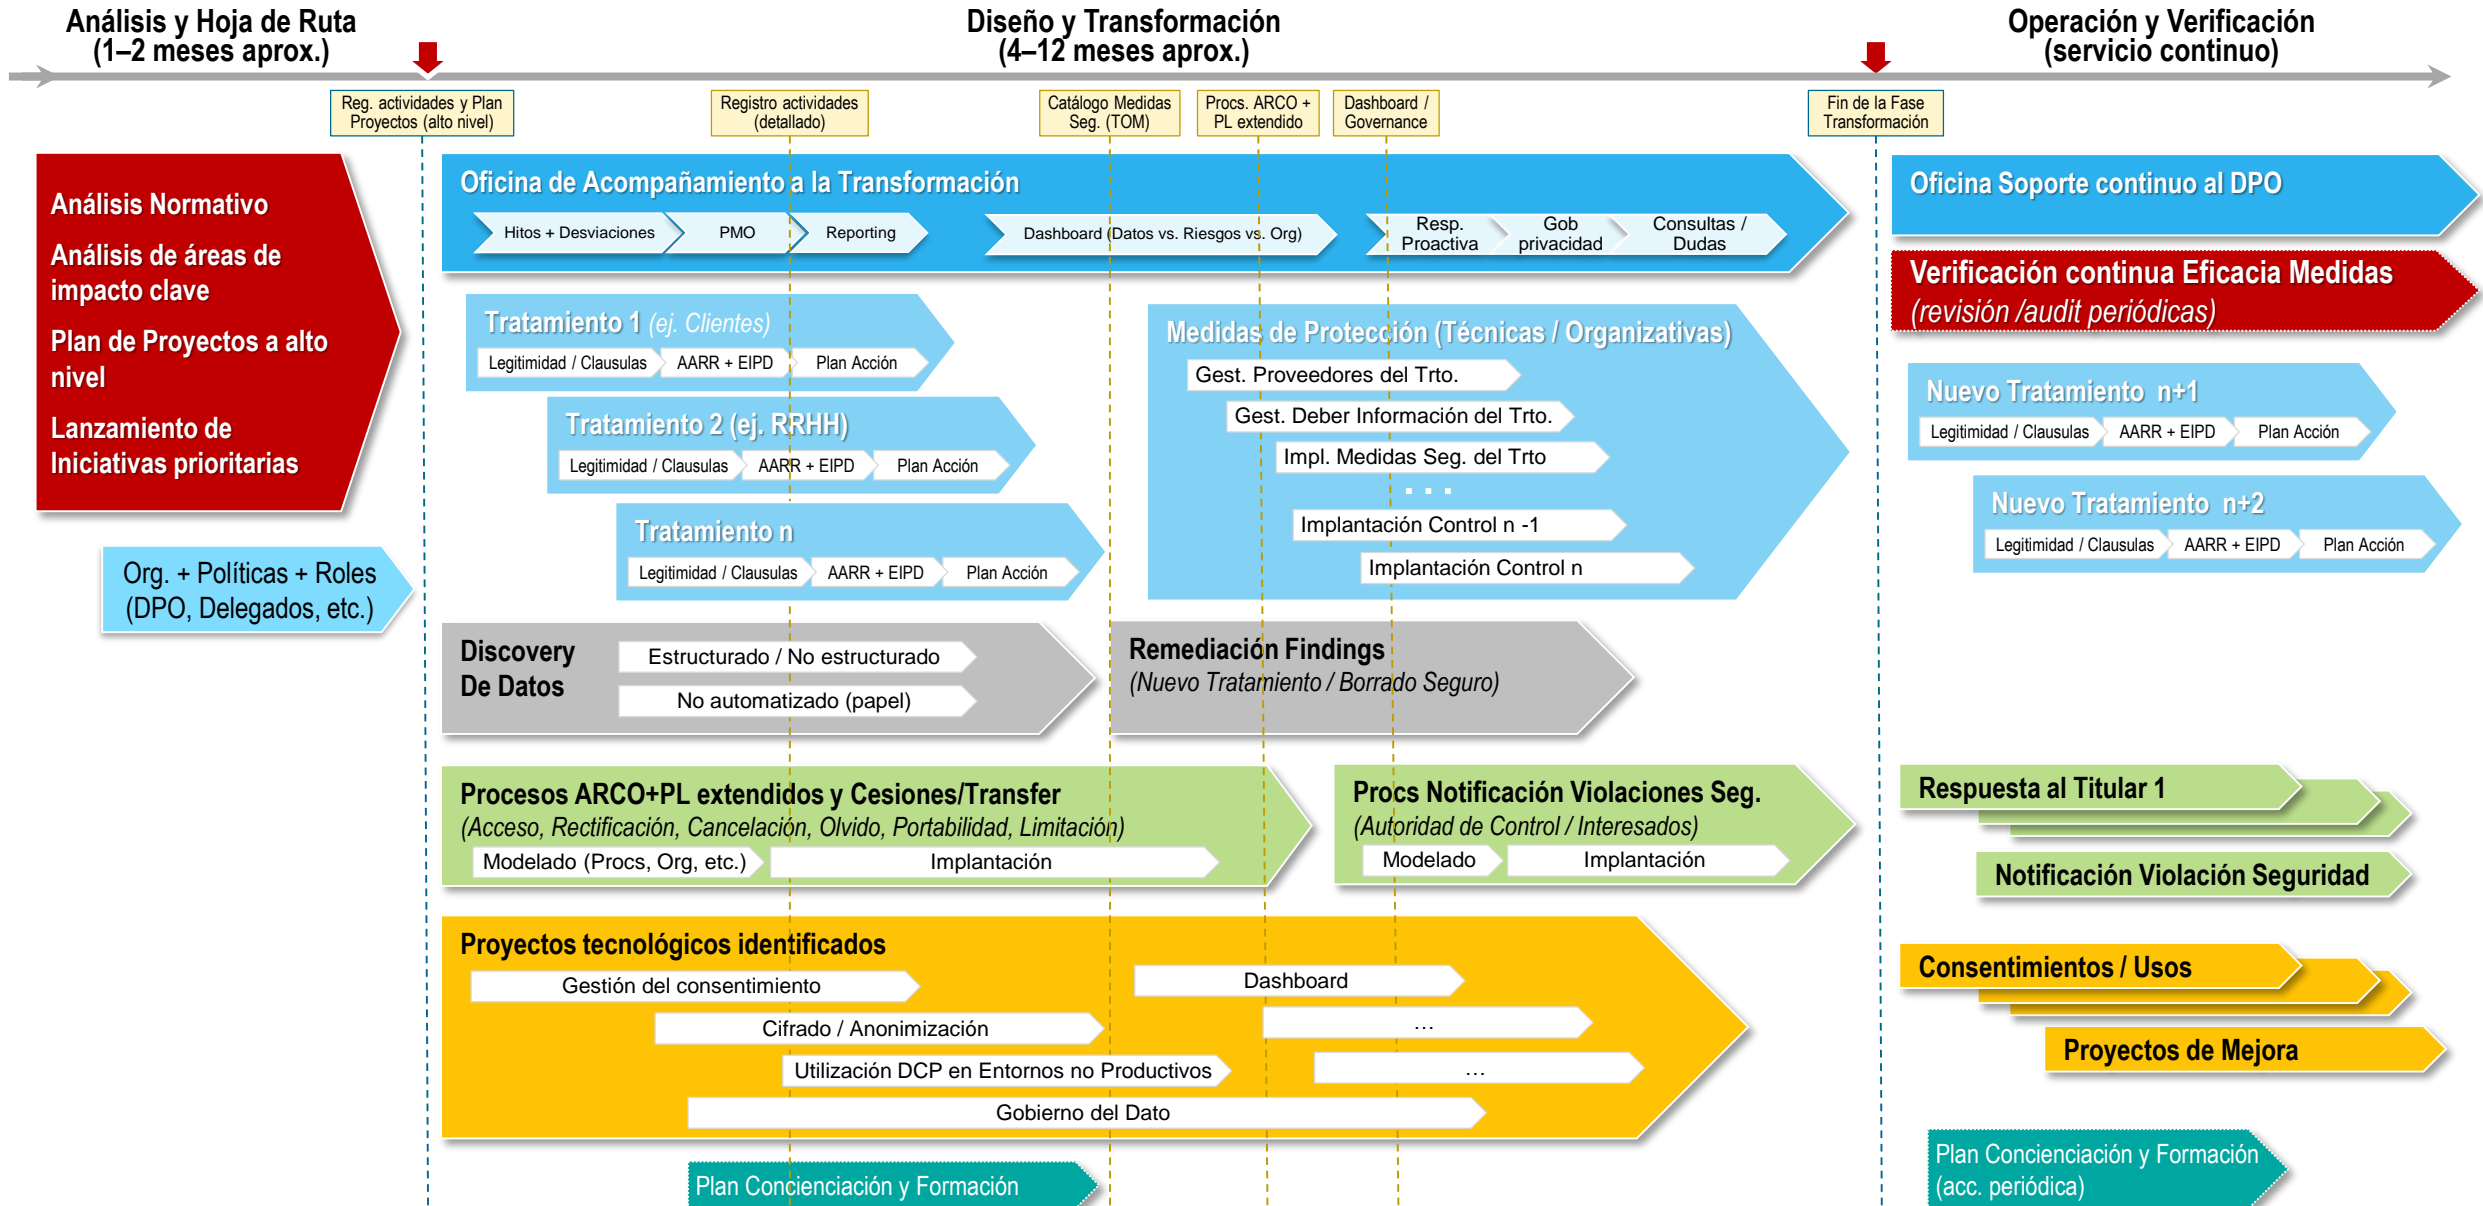 Análisis y Hoja de Ruta
(1–2 meses aprox.)
Diseño y Transformación
(4–12 meses aprox.)
Operación y Verificación
(servicio continuo)
Reg. actividades y Plan
Proyectos (alto nivel)
Registro actividades
(detallado)
Catálogo Medidas
Seg. (TOM)
Procs. ARCO +
PL extendido
Dashboard /
Governance
Fin de la Fase
Transformación
Análisis Normativo
Análisis de áreas de
impacto clave
Plan de Proyectos a alto
nivel
Lanzamiento de
Iniciativas prioritarias
Org. + Políticas + Roles
(DPO, Delegados, etc.)
Oficina de Acompañamiento a la Transformación
Hitos + Desviaciones
PMO
Reporting
Dashboard (Datos vs. Riesgos vs. Org)
Resp.
Proactiva
Gob
privacidad
Consultas /
Dudas
Tratamiento 1 (ej. Clientes)
Legitimidad / Clausulas
AARR + EIPD
Plan Acción
Tratamiento 2 (ej. RRHH)
Legitimidad / Clausulas
AARR + EIPD
Plan Acción
Tratamiento n
Legitimidad / Clausulas
AARR + EIPD
Plan Acción
Medidas de Protección (Técnicas / Organizativas)
Gest. Proveedores del Trto.
Gest. Deber Información del Trto.
Impl. Medidas Seg. del Trto
. . .
Implantación Control n -1
Implantación Control n
Discovery
De Datos
Estructurado / No estructurado
No automatizado (papel)
Remediación Findings
(Nuevo Tratamiento / Borrado Seguro)
Procesos ARCO+PL extendidos y Cesiones/Transfer
(Acceso, Rectificación, Cancelación, Olvido, Portabilidad, Limitación)
Modelado (Procs, Org, etc.)
Implantación
Procs Notificación Violaciones Seg.
(Autoridad de Control / Interesados)
Modelado
Implantación
Proyectos tecnológicos identificados
Gestión del consentimiento
Dashboard
Cifrado / Anonimización
...
Utilización DCP en Entornos no Productivos
...
Gobierno del Dato
Plan Concienciación y Formación
Oficina Soporte continuo al DPO
Verificación continua Eficacia Medidas
(revisión /audit periódicas)
Nuevo Tratamiento n+1
Legitimidad / Clausulas
AARR + EIPD
Plan Acción
Nuevo Tratamiento n+2
Legitimidad / Clausulas
AARR + EIPD
Plan Acción
Respuesta al Titular 1
Notificación Violación Seguridad
Consentimientos / Usos
Proyectos de Mejora
Plan Concienciación y Formación
(acc. periódica)